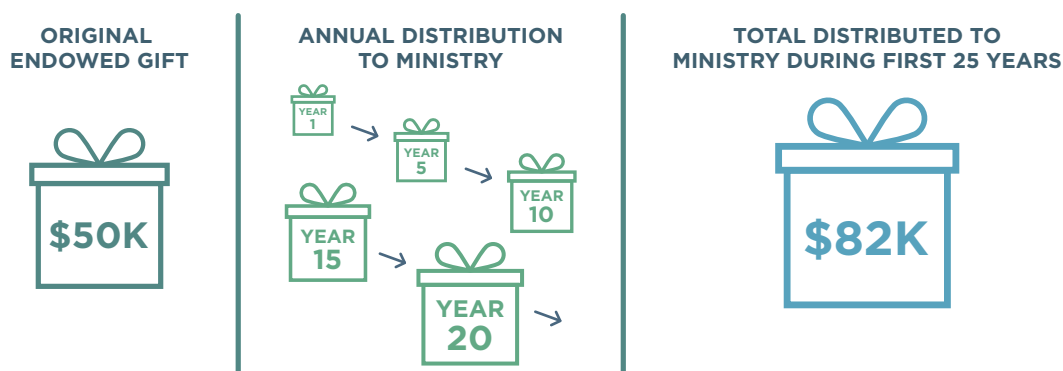 ORIGINAL
ENDOWED GIFT
$50K
ANNUAL DISTRIBUTION
TO MINISTRY
YEAR
1
YEAR
5
YEAR
10
YEAR
15
YEAR
20
TOTAL DISTRIBUTED TO
MINISTRY DURING FIRST 25 YEARS
$82K